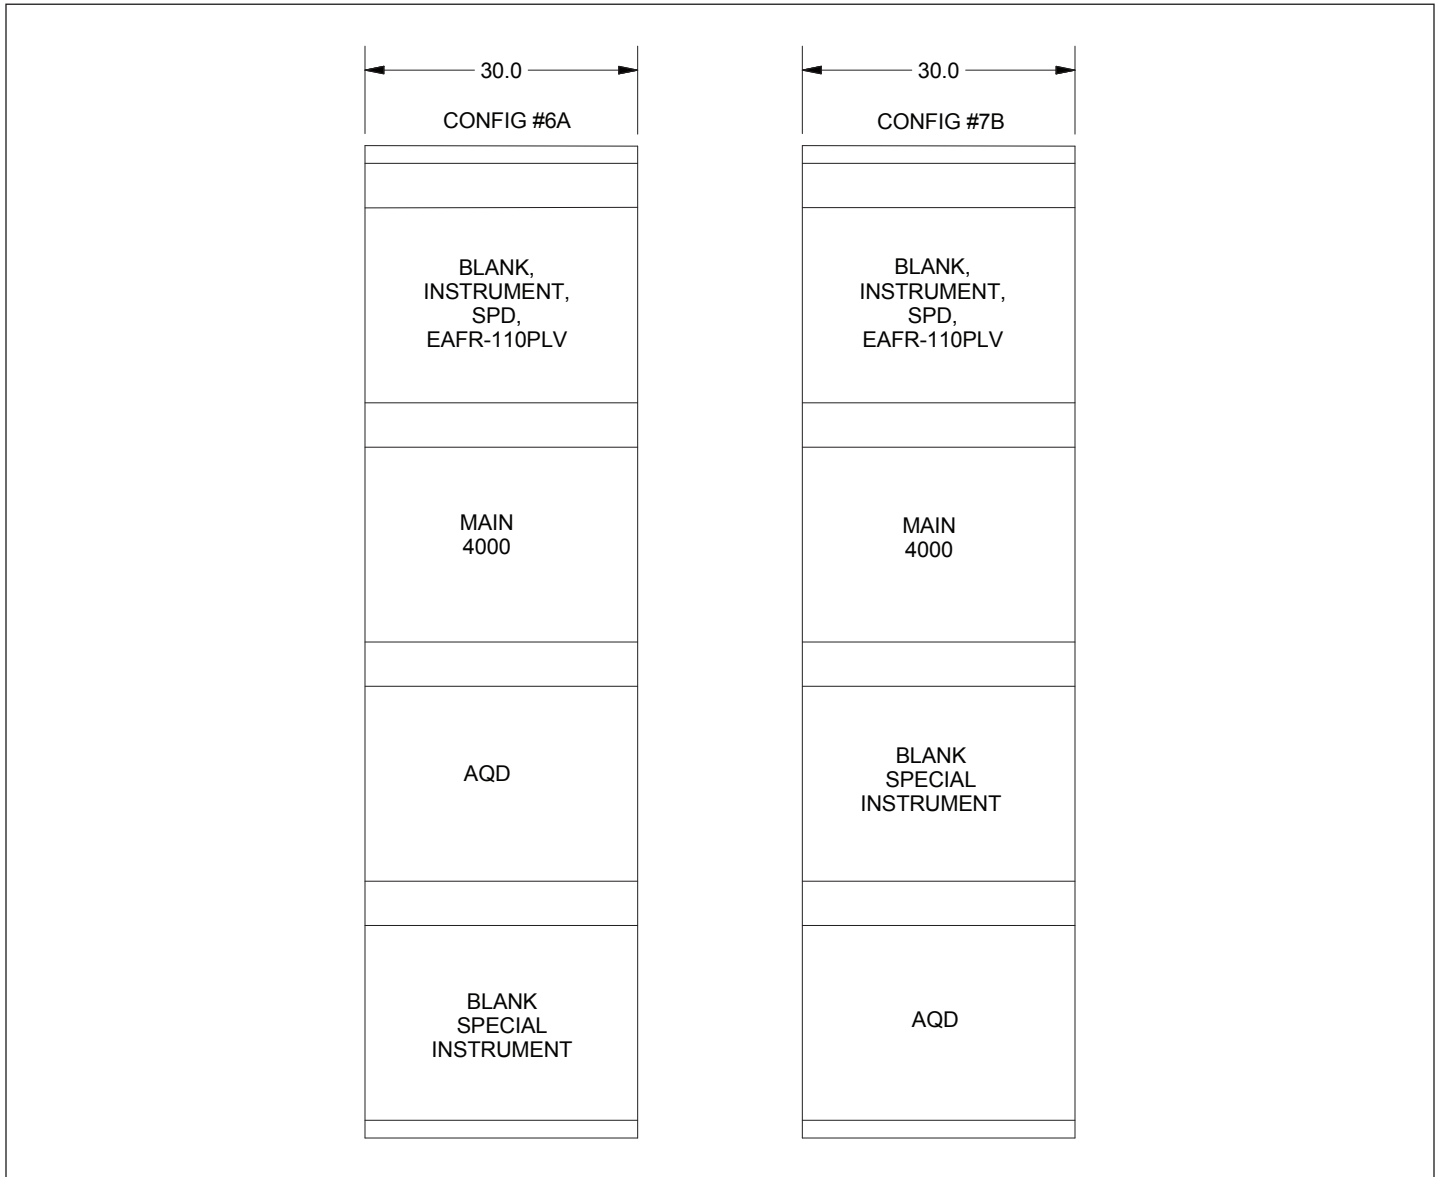 30.0
CONFIG #6A
BLANK,
INSTRUMENT,
SPD,
EAFR-110PLV
MAIN
4000
AQD
BLANK
SPECIAL
INSTRUMENT
30.0
CONFIG #7B
BLANK,
INSTRUMENT,
SPD,
EAFR-110PLV
MAIN
4000
BLANK
SPECIAL
INSTRUMENT
AQD